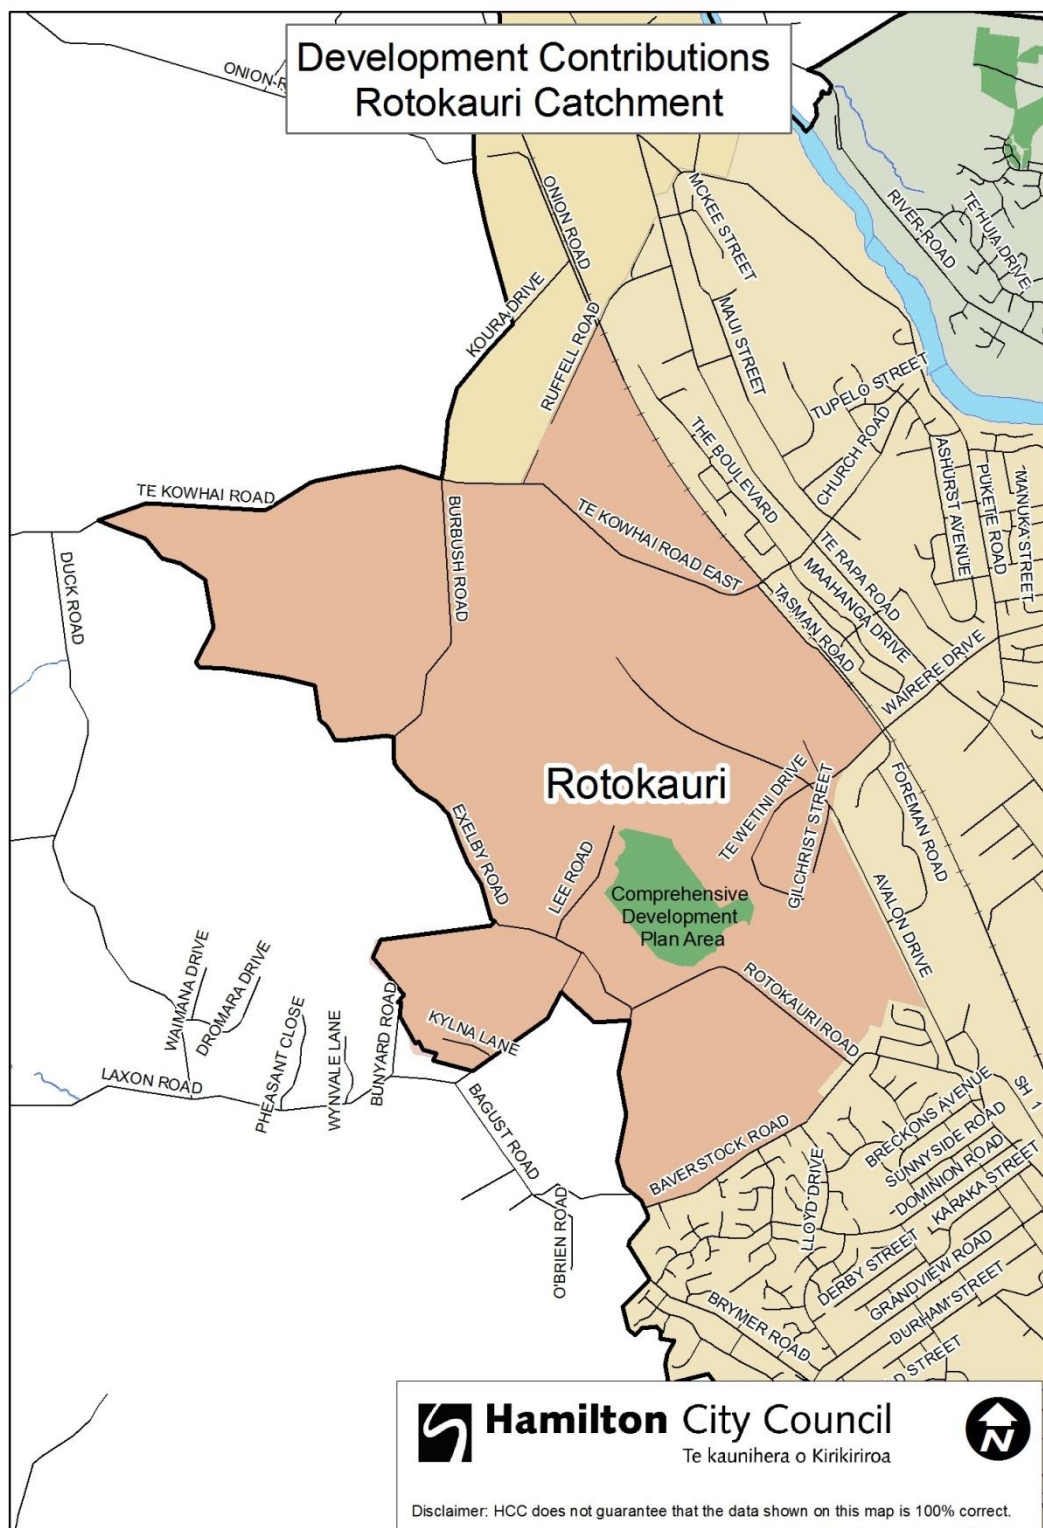 Development Contributions
Rotokauri Catchment
ONION ROAD
MCKEE STREET
RIVER ROAD
TE HUIA DRIVE
KOURA DRIVE
RUFFELL ROAD
MAUI STREET
TUPELO STREET
THE BOULEVARD
CHURCH ROAD
ASHURST AVENUE
PUKETE ROAD
MANUKA STREET
TE KOWHAI ROAD
BURBUSH ROAD
TE KOWHAI ROAD EAST
TE RAPA ROAD
MAAHANGA DRIVE
TASMAN ROAD
WAIRERE DRIVE
DUCK ROAD
Rotokauri
TE WETINI DRIVE
GILCHRIST STREET
FOREMAN ROAD
EXELBY ROAD
LEE ROAD
Comprehensive
Development
Plan Area
AVALON DRIVE
ROTOKAURI ROAD
WAIMANA DRIVE
DROMARA DRIVE
PHEASANT CLOSE
WYNVALE LANE
BUNYARD ROAD
KYLNA LANE
LAXON ROAD
BAGUST ROAD
O'BRIEN ROAD
BAVERSTOCK ROAD
SH 1
BRECKONS AVENUE
SUNNYSIDE ROAD
DOMINION ROAD
KARAKA STREET
LLOYD DRIVE
DERBY STREET
GRANDVIEW ROAD
DURHAM STREET
BRYMER ROAD
D STREET
Hamilton City Council
Te kaunihera o Kirikiriroa
N
Disclaimer: HCC does not guarantee that the data shown on this map is 100% correct.